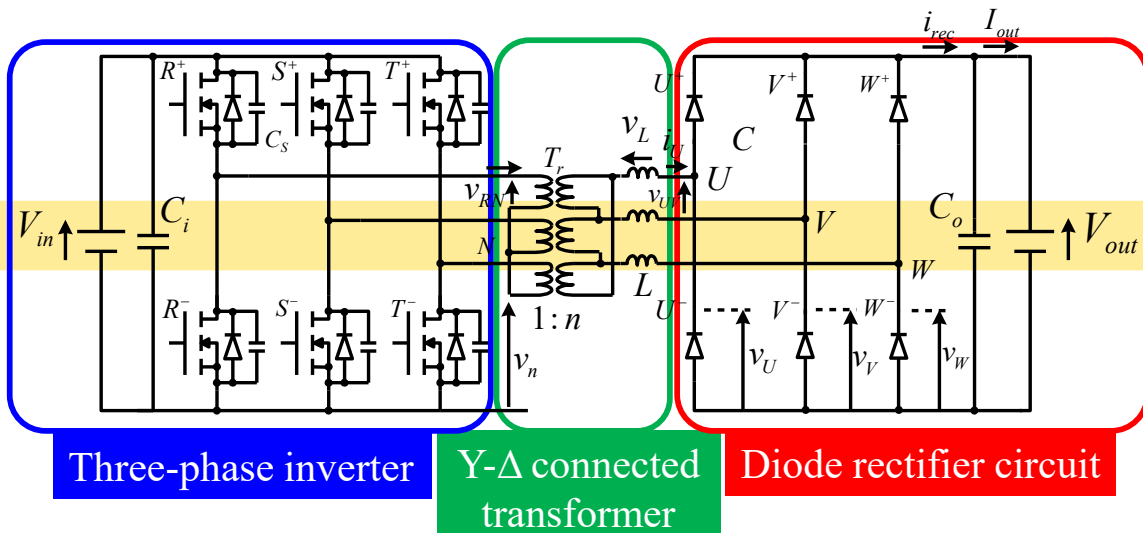 i_rec I_out
R⁺ S⁺ T⁺ U⁺ V⁺ W⁺
C_S
v_L i_U C
T_r U
v_RN v_UV
V_in C_i N V C_o V_out
L W
R⁻ S⁻ T⁻ U⁻ V⁻ W⁻
1:n
v_n v_U v_V v_W
Three-phase inverter
Y-Δ connected
transformer
Diode rectifier circuit